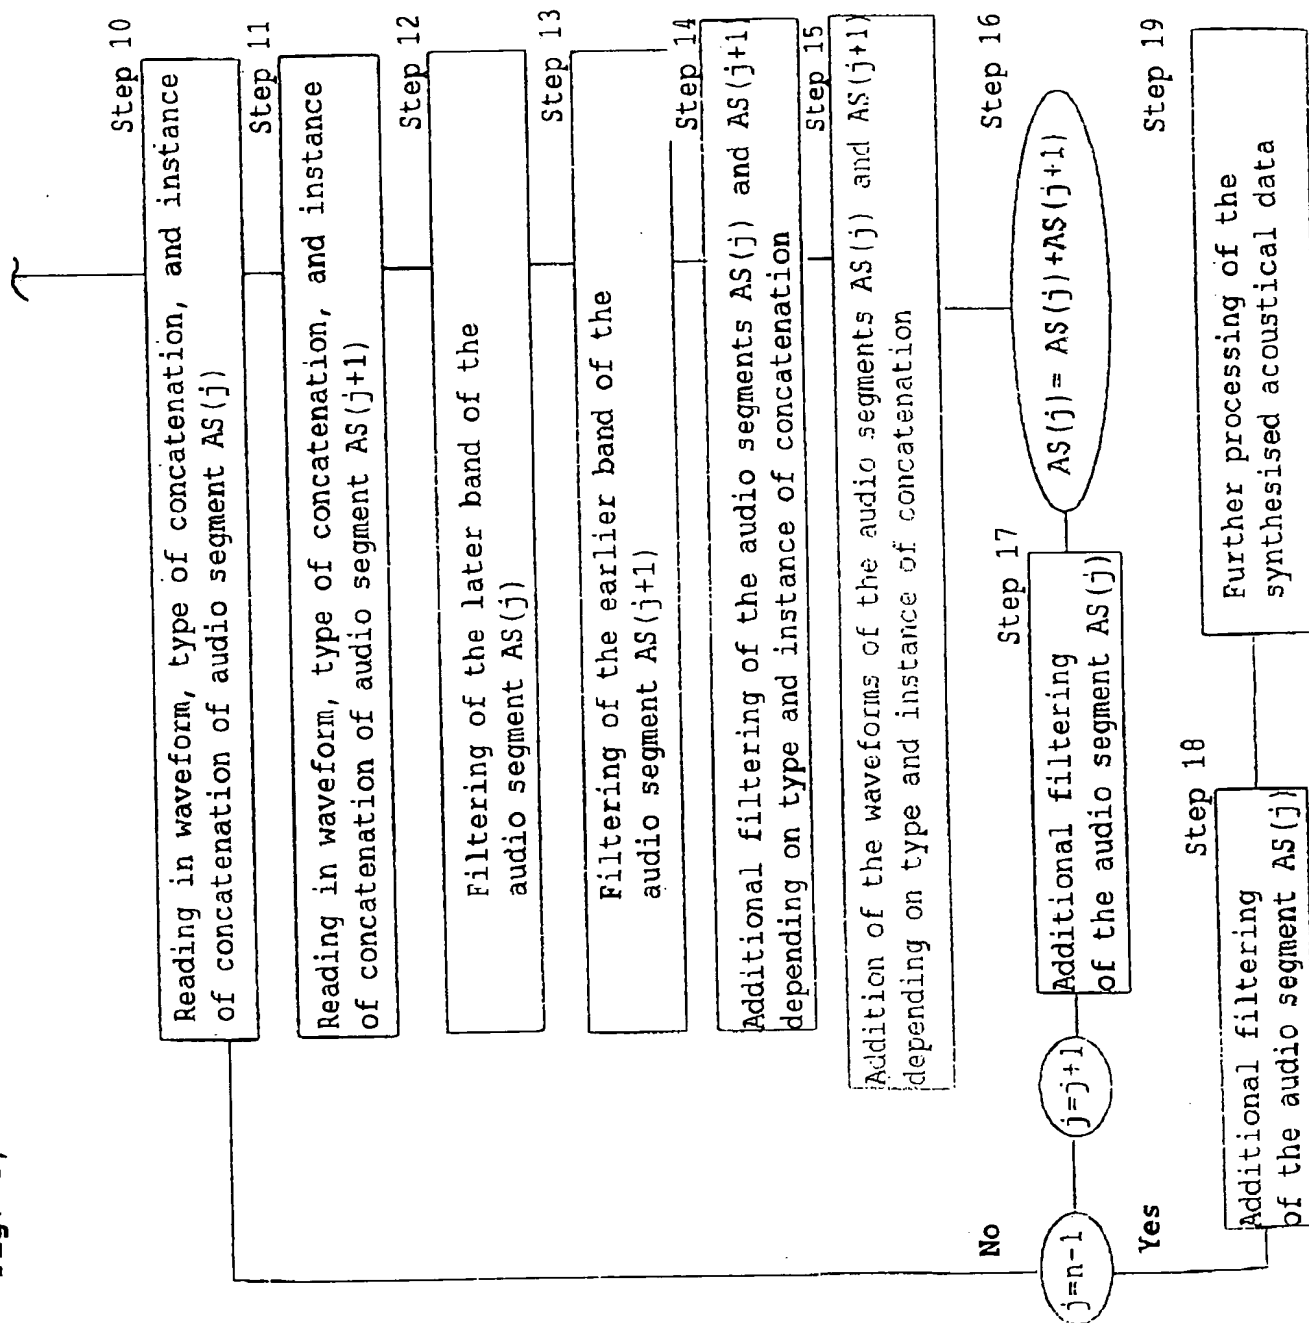 Step 10
Reading in waveform, type of concatenation, and instance
of concatenation of audio segment AS(j)
Step 11
Reading in waveform, type of concatenation, and instance
of concatenation of audio segment AS(j+1)
Step 12
Filtering of the later band of the
audio segment AS(j)
Step 13
Filtering of the earlier band of the
audio segment AS(j+1)
Step 14
Additional filtering of the audio segments AS(j) and AS(j+1)
depending on type and instance of concatenation
Step 15
Addition of the waveforms of the audio segments AS(j) and AS(j+1)
depending on type and instance of concatenation
Step 16
AS(j)= AS(j)+AS(j+1)
Step 17
Additional filtering
of the audio segment AS(j)
j=j+1
No
j=n-1
Yes
Step 18
Additional filtering
of the audio segment AS(j)
Step 19
Further processing of the
synthesised acoustical data